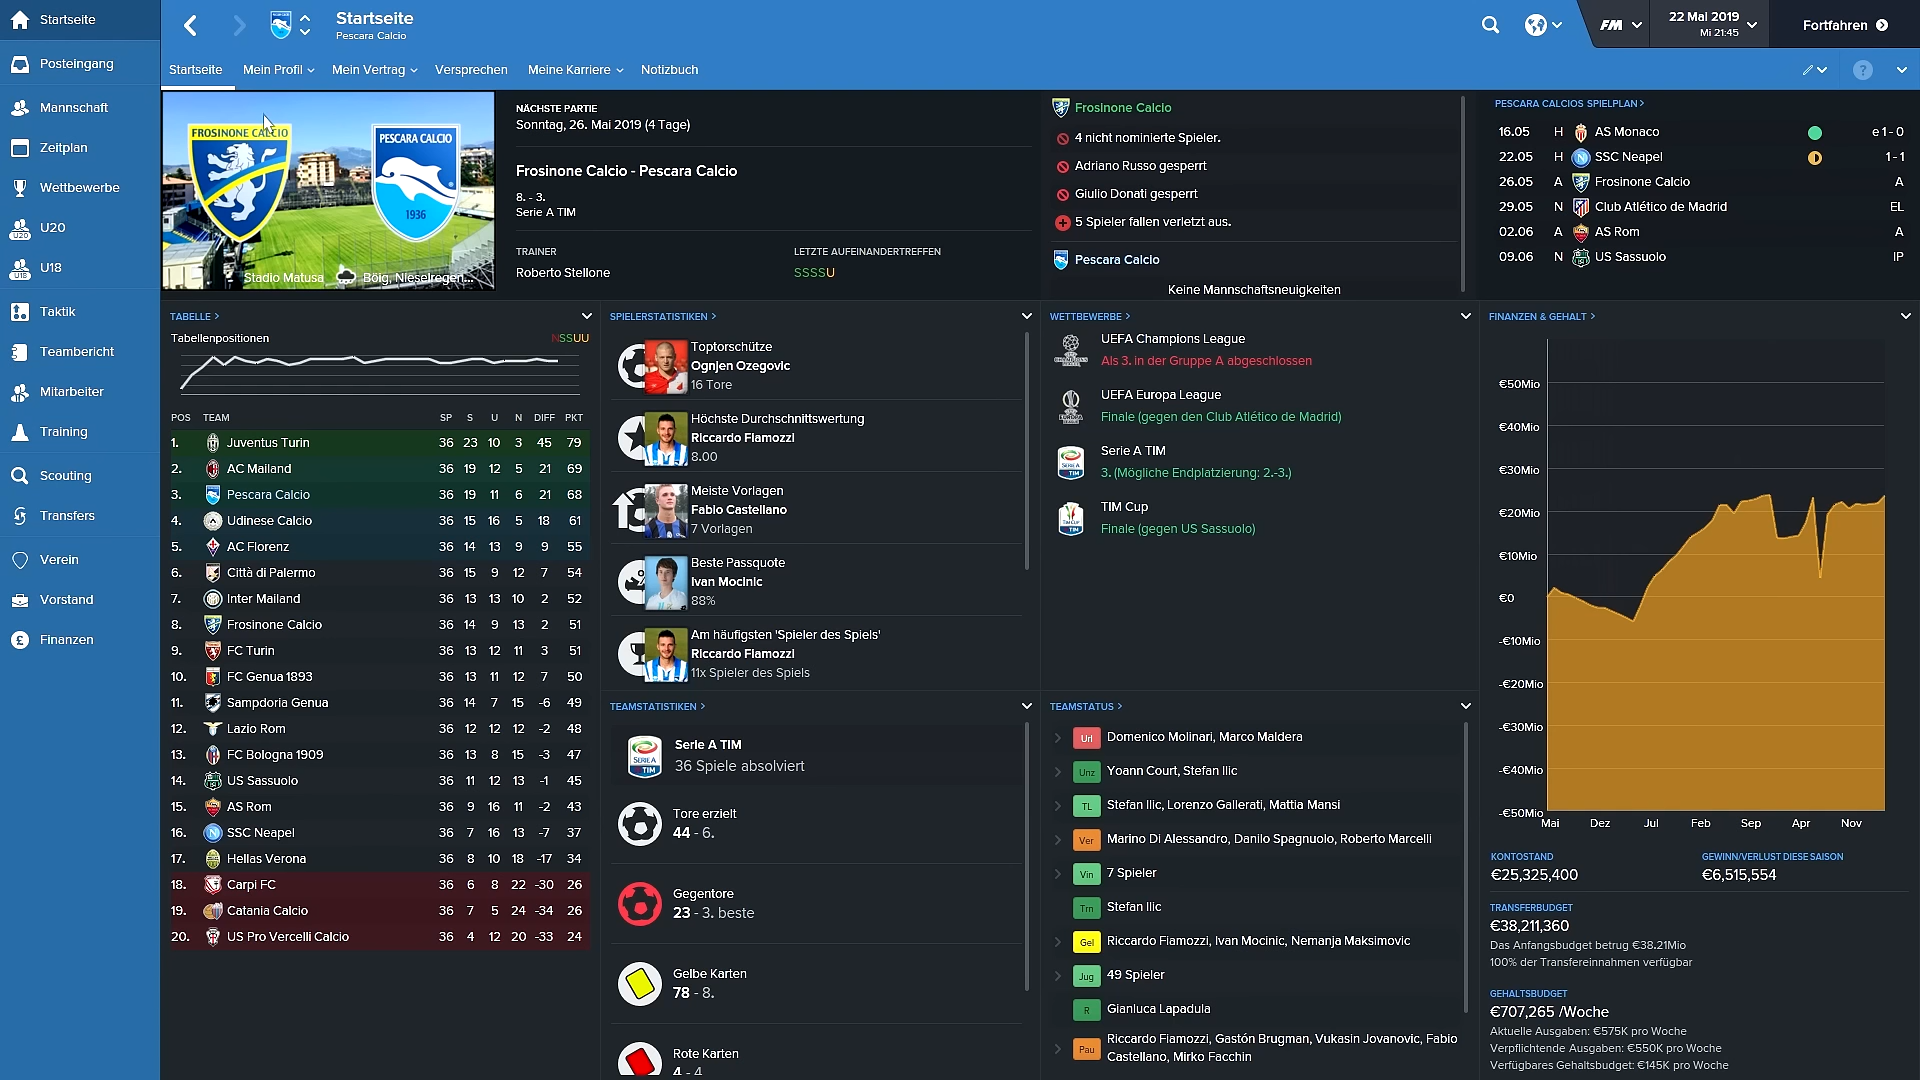 Startseite
Posteingang
Mannschaft
Zeitplan
Wettbewerbe
U20
U18
Taktik
Teambericht
Mitarbeiter
Training
Scouting
Transfers
Verein
Vorstand
Finanzen
Startseite
Pescara Calcio
FM
22 Mai 2019
Mi 21:45
Fortfahren
Startseite
Mein Profil
Mein Vertrag
Versprechen
Meine Karriere
Notizbuch
FROSINONE CALCIO
PESCARA CALCIO
1936
Stadio Matusa
Böig, Nieselregen...
NÄCHSTE PARTIE
Sonntag, 26. Mai 2019 (4 Tage)
Frosinone Calcio - Pescara Calcio
8. - 3.
Serie A TIM
TRAINER
Roberto Stellone
LETZTE AUFEINANDERTREFFEN
SSSSU
Frosinone Calcio
4 nicht nominierte Spieler.
Adriano Russo gesperrt
Giulio Donati gesperrt
5 Spieler fallen verletzt aus.
Pescara Calcio
Keine Mannschaftsneuigkeiten
PESCARA CALCIOS SPIELPLAN >
16.05 H AS Monaco e 1 - 0
22.05 H SSC Neapel 1 - 1
26.05 A Frosinone Calcio A
29.05 N Club Atlético de Madrid EL
02.06 A AS Rom A
09.06 N US Sassuolo IP
TABELLE >
Tabellenpositionen NSSUU
POS TEAM SP S U N DIFF PKT
1. Juventus Turin 36 23 10 3 45 79
2. AC Mailand 36 19 12 5 21 69
3. Pescara Calcio 36 19 11 6 21 68
4. Udinese Calcio 36 15 16 5 18 61
5. AC Florenz 36 14 13 9 9 55
6. Città di Palermo 36 15 9 12 7 54
7. Inter Mailand 36 13 13 10 2 52
8. Frosinone Calcio 36 14 9 13 2 51
9. FC Turin 36 13 12 11 3 51
10. FC Genua 1893 36 13 11 12 7 50
11. Sampdoria Genua 36 14 7 15 -6 49
12. Lazio Rom 36 12 12 12 -2 48
13. FC Bologna 1909 36 13 8 15 -3 47
14. US Sassuolo 36 11 12 13 -1 45
15. AS Rom 36 9 16 11 -2 43
16. SSC Neapel 36 7 16 13 -7 37
17. Hellas Verona 36 8 10 18 -17 34
18. Carpi FC 36 6 8 22 -30 26
19. Catania Calcio 36 7 5 24 -34 26
20. US Pro Vercelli Calcio 36 4 12 20 -33 24
SPIELERSTATISTIKEN >
Toptorschütze
Ognjen Ozegovic
16 Tore
Höchste Durchschnittswertung
Riccardo Fiamozzi
8.00
Meiste Vorlagen
Fabio Castellano
7 Vorlagen
Beste Passquote
Ivan Mocinic
88%
Am häufigsten 'Spieler des Spiels'
Riccardo Fiamozzi
11x Spieler des Spiels
TEAMSTATISTIKEN >
Serie A TIM
36 Spiele absolviert
Tore erzielt
44 - 6.
Gegentore
23 - 3. beste
Gelbe Karten
78 - 8.
Rote Karten
4 - 4.
WETTBEWERBE >
UEFA Champions League
Als 3. in der Gruppe A abgeschlossen
UEFA Europa League
Finale (gegen den Club Atlético de Madrid)
Serie A TIM
3. (Mögliche Endplatzierung: 2.-3.)
TIM Cup
Finale (gegen US Sassuolo)
TEAMSTATUS >
Url Domenico Molinari, Marco Maldera
Unz Yoann Court, Stefan Ilic
TL Stefan Ilic, Lorenzo Gallerati, Mattia Mansi
Ver Marino Di Alessandro, Danilo Spagnuolo, Roberto Marcelli
Vin 7 Spieler
Trn Stefan Ilic
Gel Riccardo Fiamozzi, Ivan Mocinic, Nemanja Maksimovic
Jug 49 Spieler
R Gianluca Lapadula
Pau Riccardo Fiamozzi, Gastón Brugman, Vukasin Jovanovic, Fabio
Castellano, Mirko Facchin
FINANZEN & GEHALT >
€50Mio
€40Mio
€30Mio
€20Mio
€10Mio
€0
-€10Mio
-€20Mio
-€30Mio
-€40Mio
-€50Mio
Mai Dez Jul Feb Sep Apr Nov
KONTOSTAND
€25,325,400
GEWINN/VERLUST DIESE SAISON
€6,515,554
TRANSFERBUDGET
€38,211,360
Das Anfangsbudget betrug €38.21Mio
100% der Transfereinnahmen verfügbar
GEHALTSBUDGET
€707,265 /Woche
Aktuelle Ausgaben: €575K pro Woche
Verpflichtende Ausgaben: €550K pro Woche
Verfügbares Gehaltsbudget: €145K pro Woche